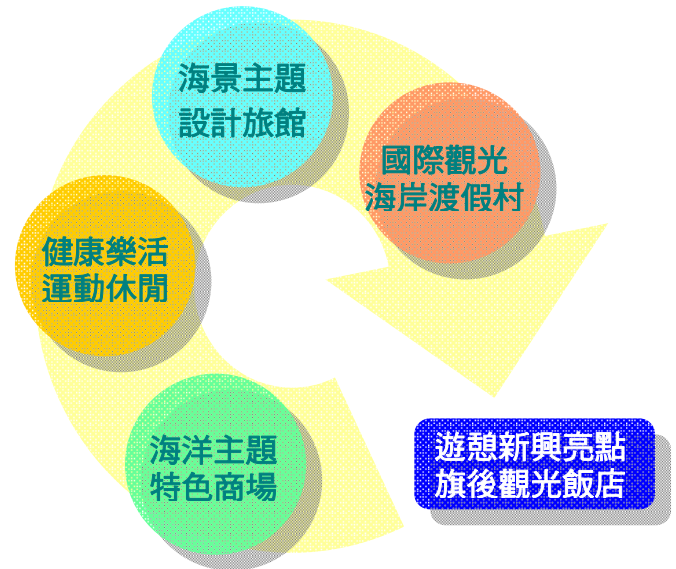 海景主題
設計旅館
國際觀光
海岸渡假村
健康樂活
運動休閒
海洋主題
特色商場
遊憩新興亮點
旗後觀光飯店